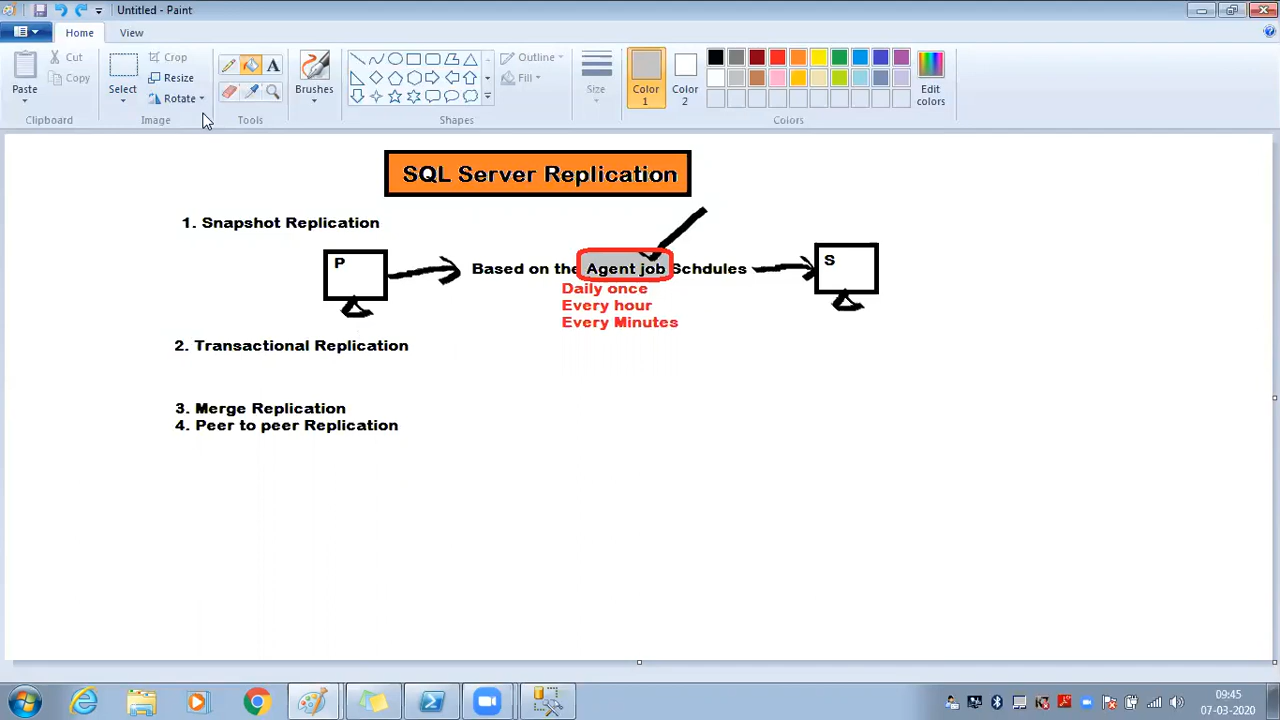 Untitled - Paint
Home
View
Paste
Cut
Copy
Clipboard
Select
Crop
Resize
Rotate
Image
A
Tools
Brushes
Outline
Fill
Shapes
Size
Color 1
Color 2
Edit colors
Colors
SQL Server Replication
1. Snapshot Replication
P
Based on the Agent job Schdules
S
Daily once
Every hour
Every Minutes
2. Transactional Replication
3. Merge Replication
4. Peer to peer Replication
09:45
07-03-2020